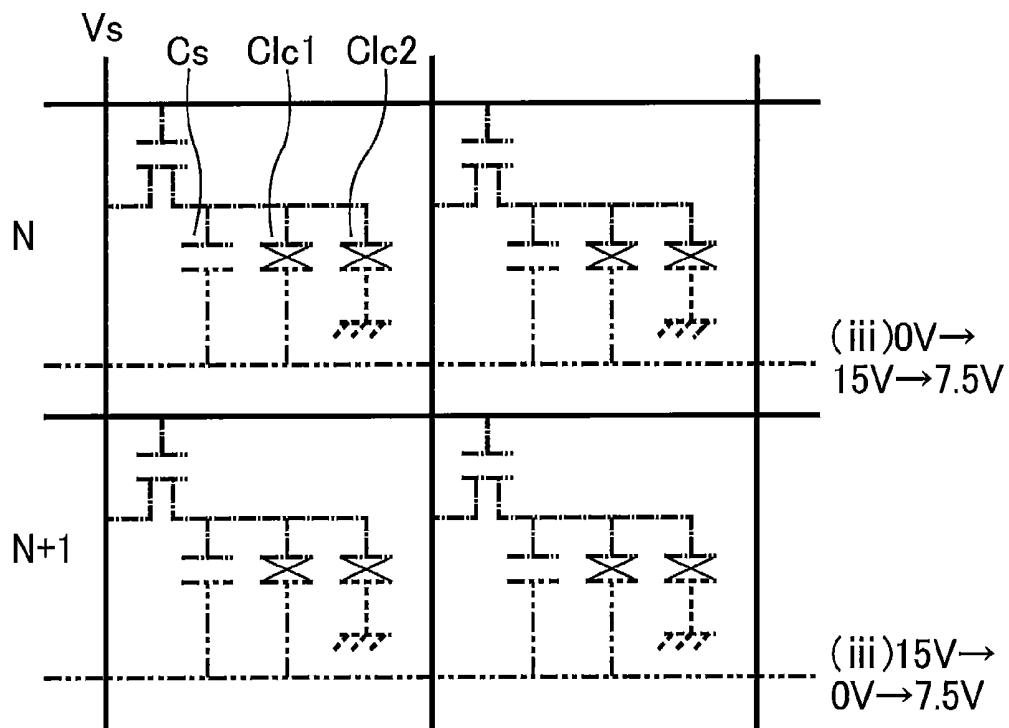 Vs
Cs
Clc1
Clc2
N
(iii)0V→
15V→7.5V
N+1
(iii)15V→
0V→7.5V